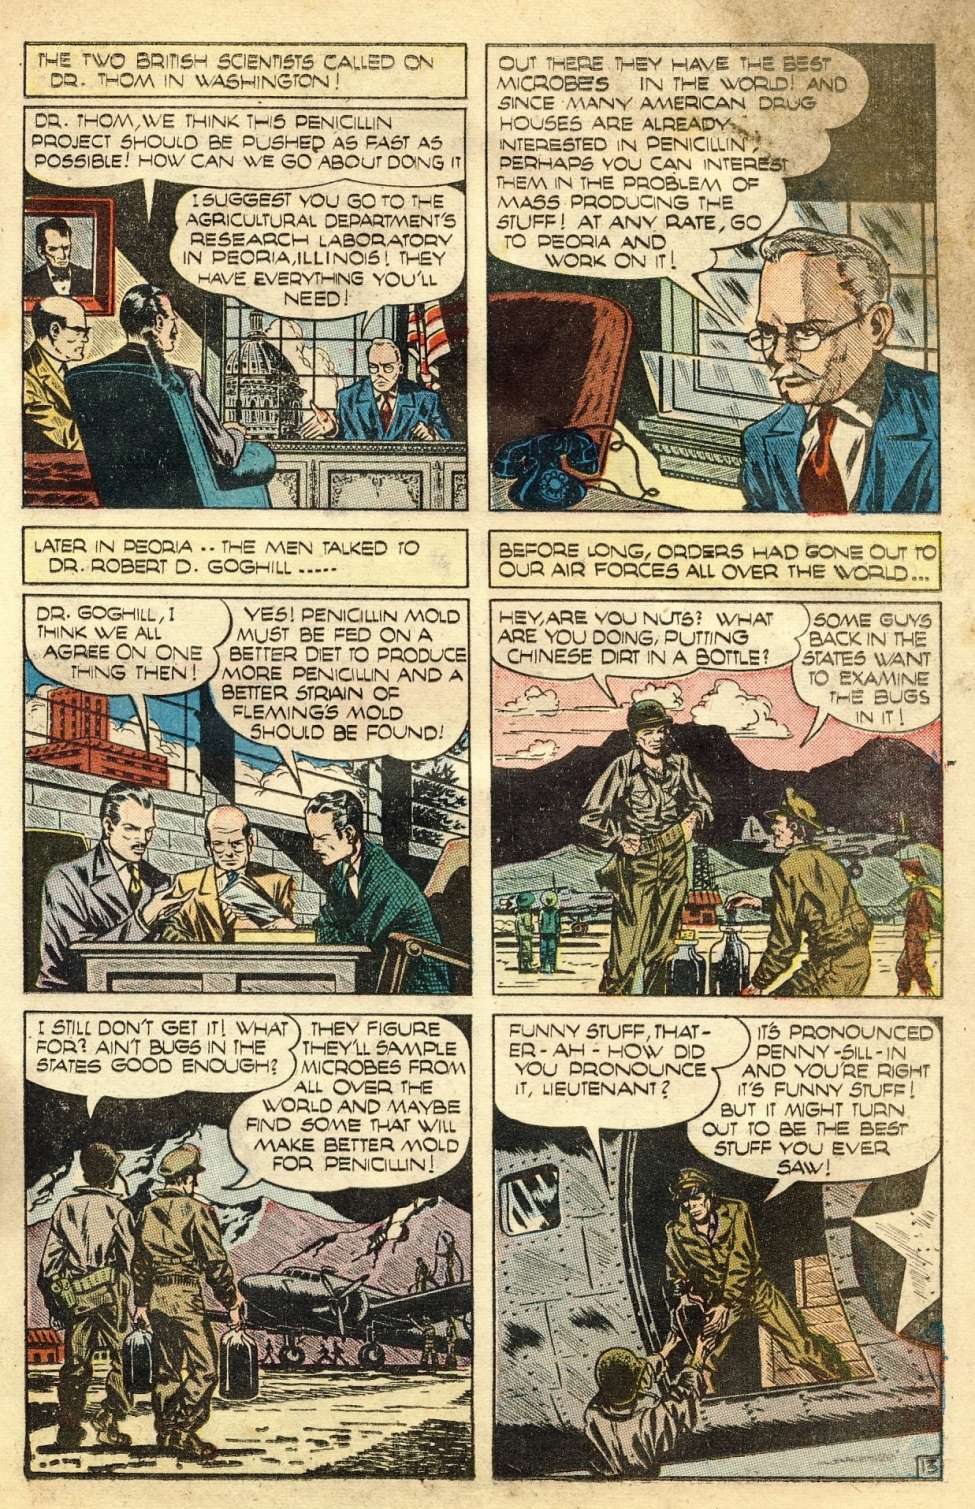 THE TWO BRITISH SCIENTISTS CALLED ON
DR. THOM IN WASHINGTON!
DR. THOM, WE THINK THIS PENICILLIN
PROJECT SHOULD BE PUSHED AS FAST AS
POSSIBLE! HOW CAN WE GO ABOUT DOING IT
I SUGGEST YOU GO TO THE
AGRICULTURAL DEPARTMENT'S
RESEARCH LABORATORY
IN PEORIA, ILLINOIS! THEY
HAVE EVERYTHING YOU'LL
NEED!
OUT THERE THEY HAVE THE BEST
MICROBES IN THE WORLD! AND
SINCE MANY AMERICAN DRUG
HOUSES ARE ALREADY
INTERESTED IN PENICILLIN,
PERHAPS YOU CAN INTEREST
THEM IN THE PROBLEM OF
MASS PRODUCING THE
STUFF! AT ANY RATE, GO
TO PEORIA AND
WORK ON IT!
LATER IN PEORIA -- THE MEN TALKED TO
DR. ROBERT D. GOGHILL -----
DR. GOGHILL, I
THINK WE ALL
AGREE ON ONE
THING THEN!
YES! PENICILLIN MOLD
MUST BE FED ON A
BETTER DIET TO PRODUCE
MORE PENICILLIN AND A
BETTER STRAIN OF
FLEMING'S MOLD
SHOULD BE FOUND!
BEFORE LONG, ORDERS HAD GONE OUT TO
OUR AIR FORCES ALL OVER THE WORLD...
HEY, ARE YOU NUTS? WHAT
ARE YOU DOING, PUTTING
CHINESE DIRT IN A BOTTLE?
SOME GUYS
BACK IN THE
STATES WANT
TO EXAMINE
THE BUGS
IN IT!
I STILL DON'T GET IT! WHAT
FOR? AIN'T BUGS IN THE
STATES GOOD ENOUGH?
THEY FIGURE
THEY'LL SAMPLE
MICROBES FROM
ALL OVER THE
WORLD AND MAYBE
FIND SOME THAT WILL
MAKE BETTER MOLD
FOR PENICILLIN!
FUNNY STUFF, THAT-
ER-AH-HOW DID
YOU PRONOUNCE
IT, LIEUTENANT?
IT'S PRONOUNCED
PENNY-SILL-IN
AND YOU'RE RIGHT
IT'S FUNNY STUFF!
BUT IT MIGHT TURN
OUT TO BE THE BEST
STUFF YOU EVER
SAW!
13